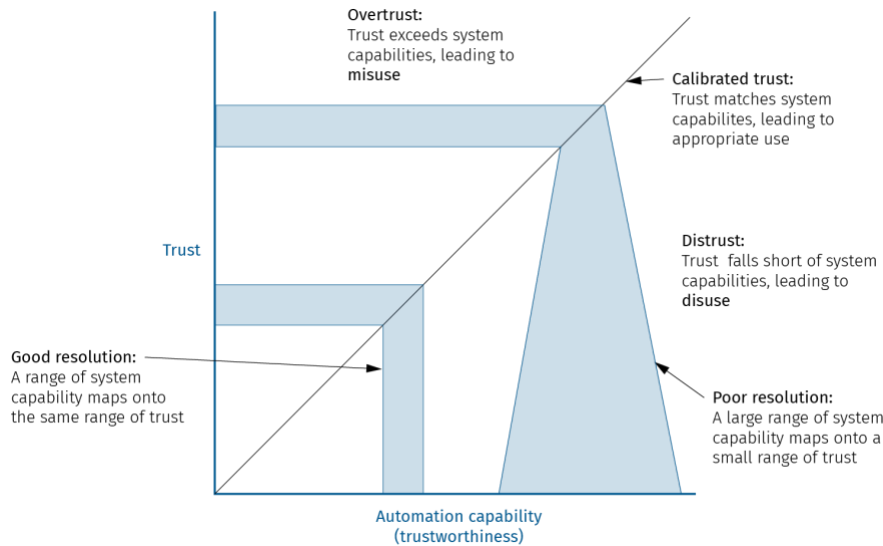 Overtrust:
Trust exceeds system
capabilities, leading to
misuse
Calibrated trust:
Trust matches system
capabilites, leading to
appropriate use
Trust
Distrust:
Trust falls short of system
capabilities, leading to
disuse
Good resolution:
A range of system
capability maps onto
the same range of trust
Poor resolution:
A large range of system
capability maps onto a
small range of trust
Automation capability
(trustworthiness)